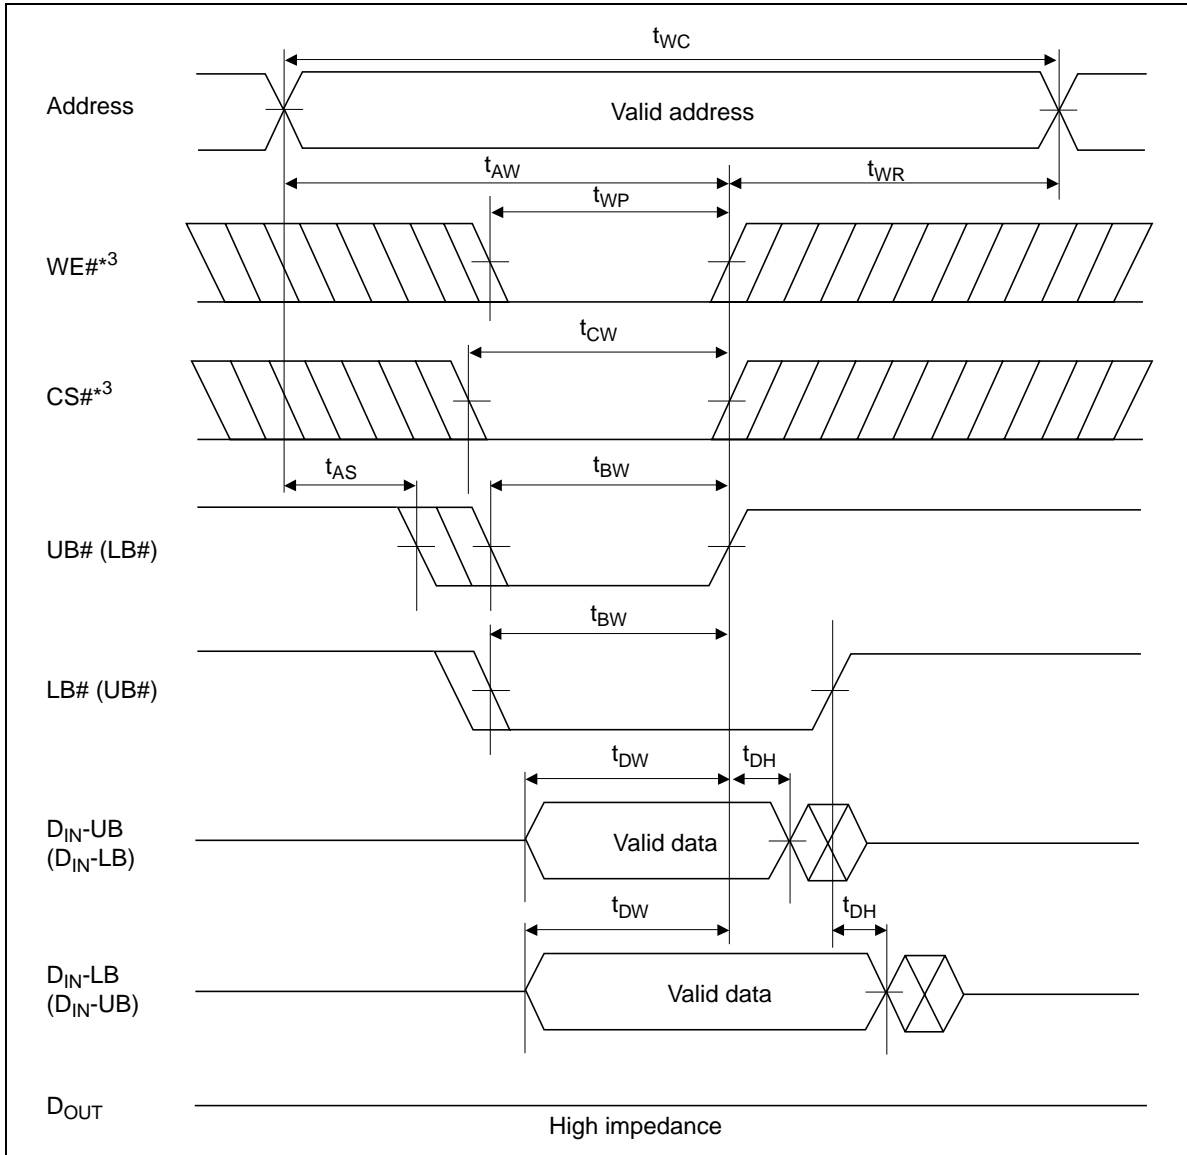 tWC
Address
Valid address
tAW
tWR
tWP
WE#*3
tCW
CS#*3
tAS
tBW
UB# (LB#)
tBW
LB# (UB#)
tDW
tDH
DIN-UB
(DIN-LB)
Valid data
tDW
tDH
DIN-LB
(DIN-UB)
Valid data
DOUT
High impedance